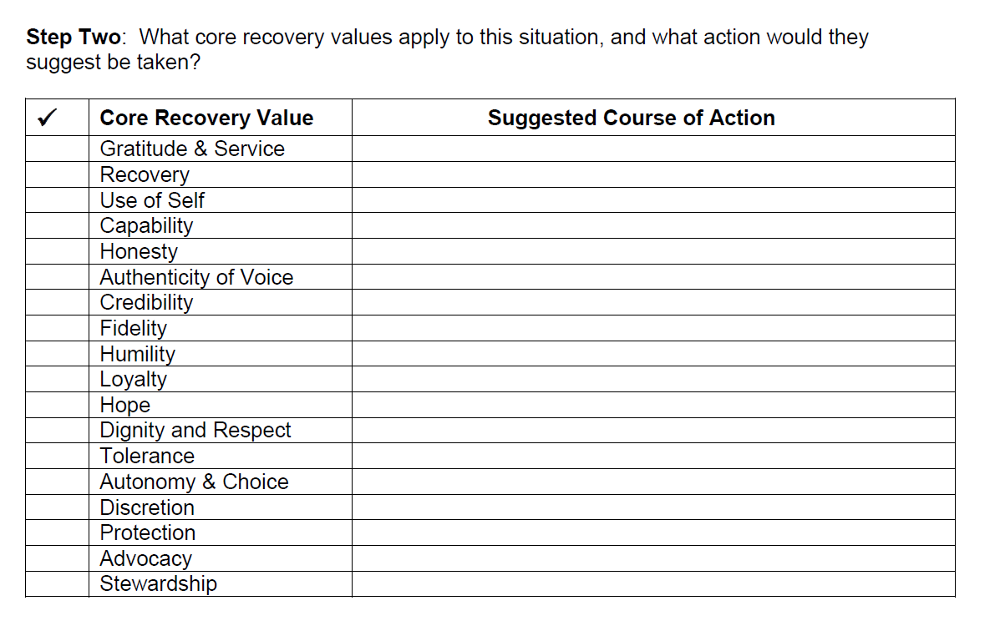 Step Two:  What core recovery values apply to this situation, and what action would they
suggest be taken?
✓ Core Recovery Value Suggested Course of Action
Gratitude & Service
Recovery
Use of Self
Capability
Honesty
Authenticity of Voice
Credibility
Fidelity
Humility
Loyalty
Hope
Dignity and Respect
Tolerance
Autonomy & Choice
Discretion
Protection
Advocacy
Stewardship